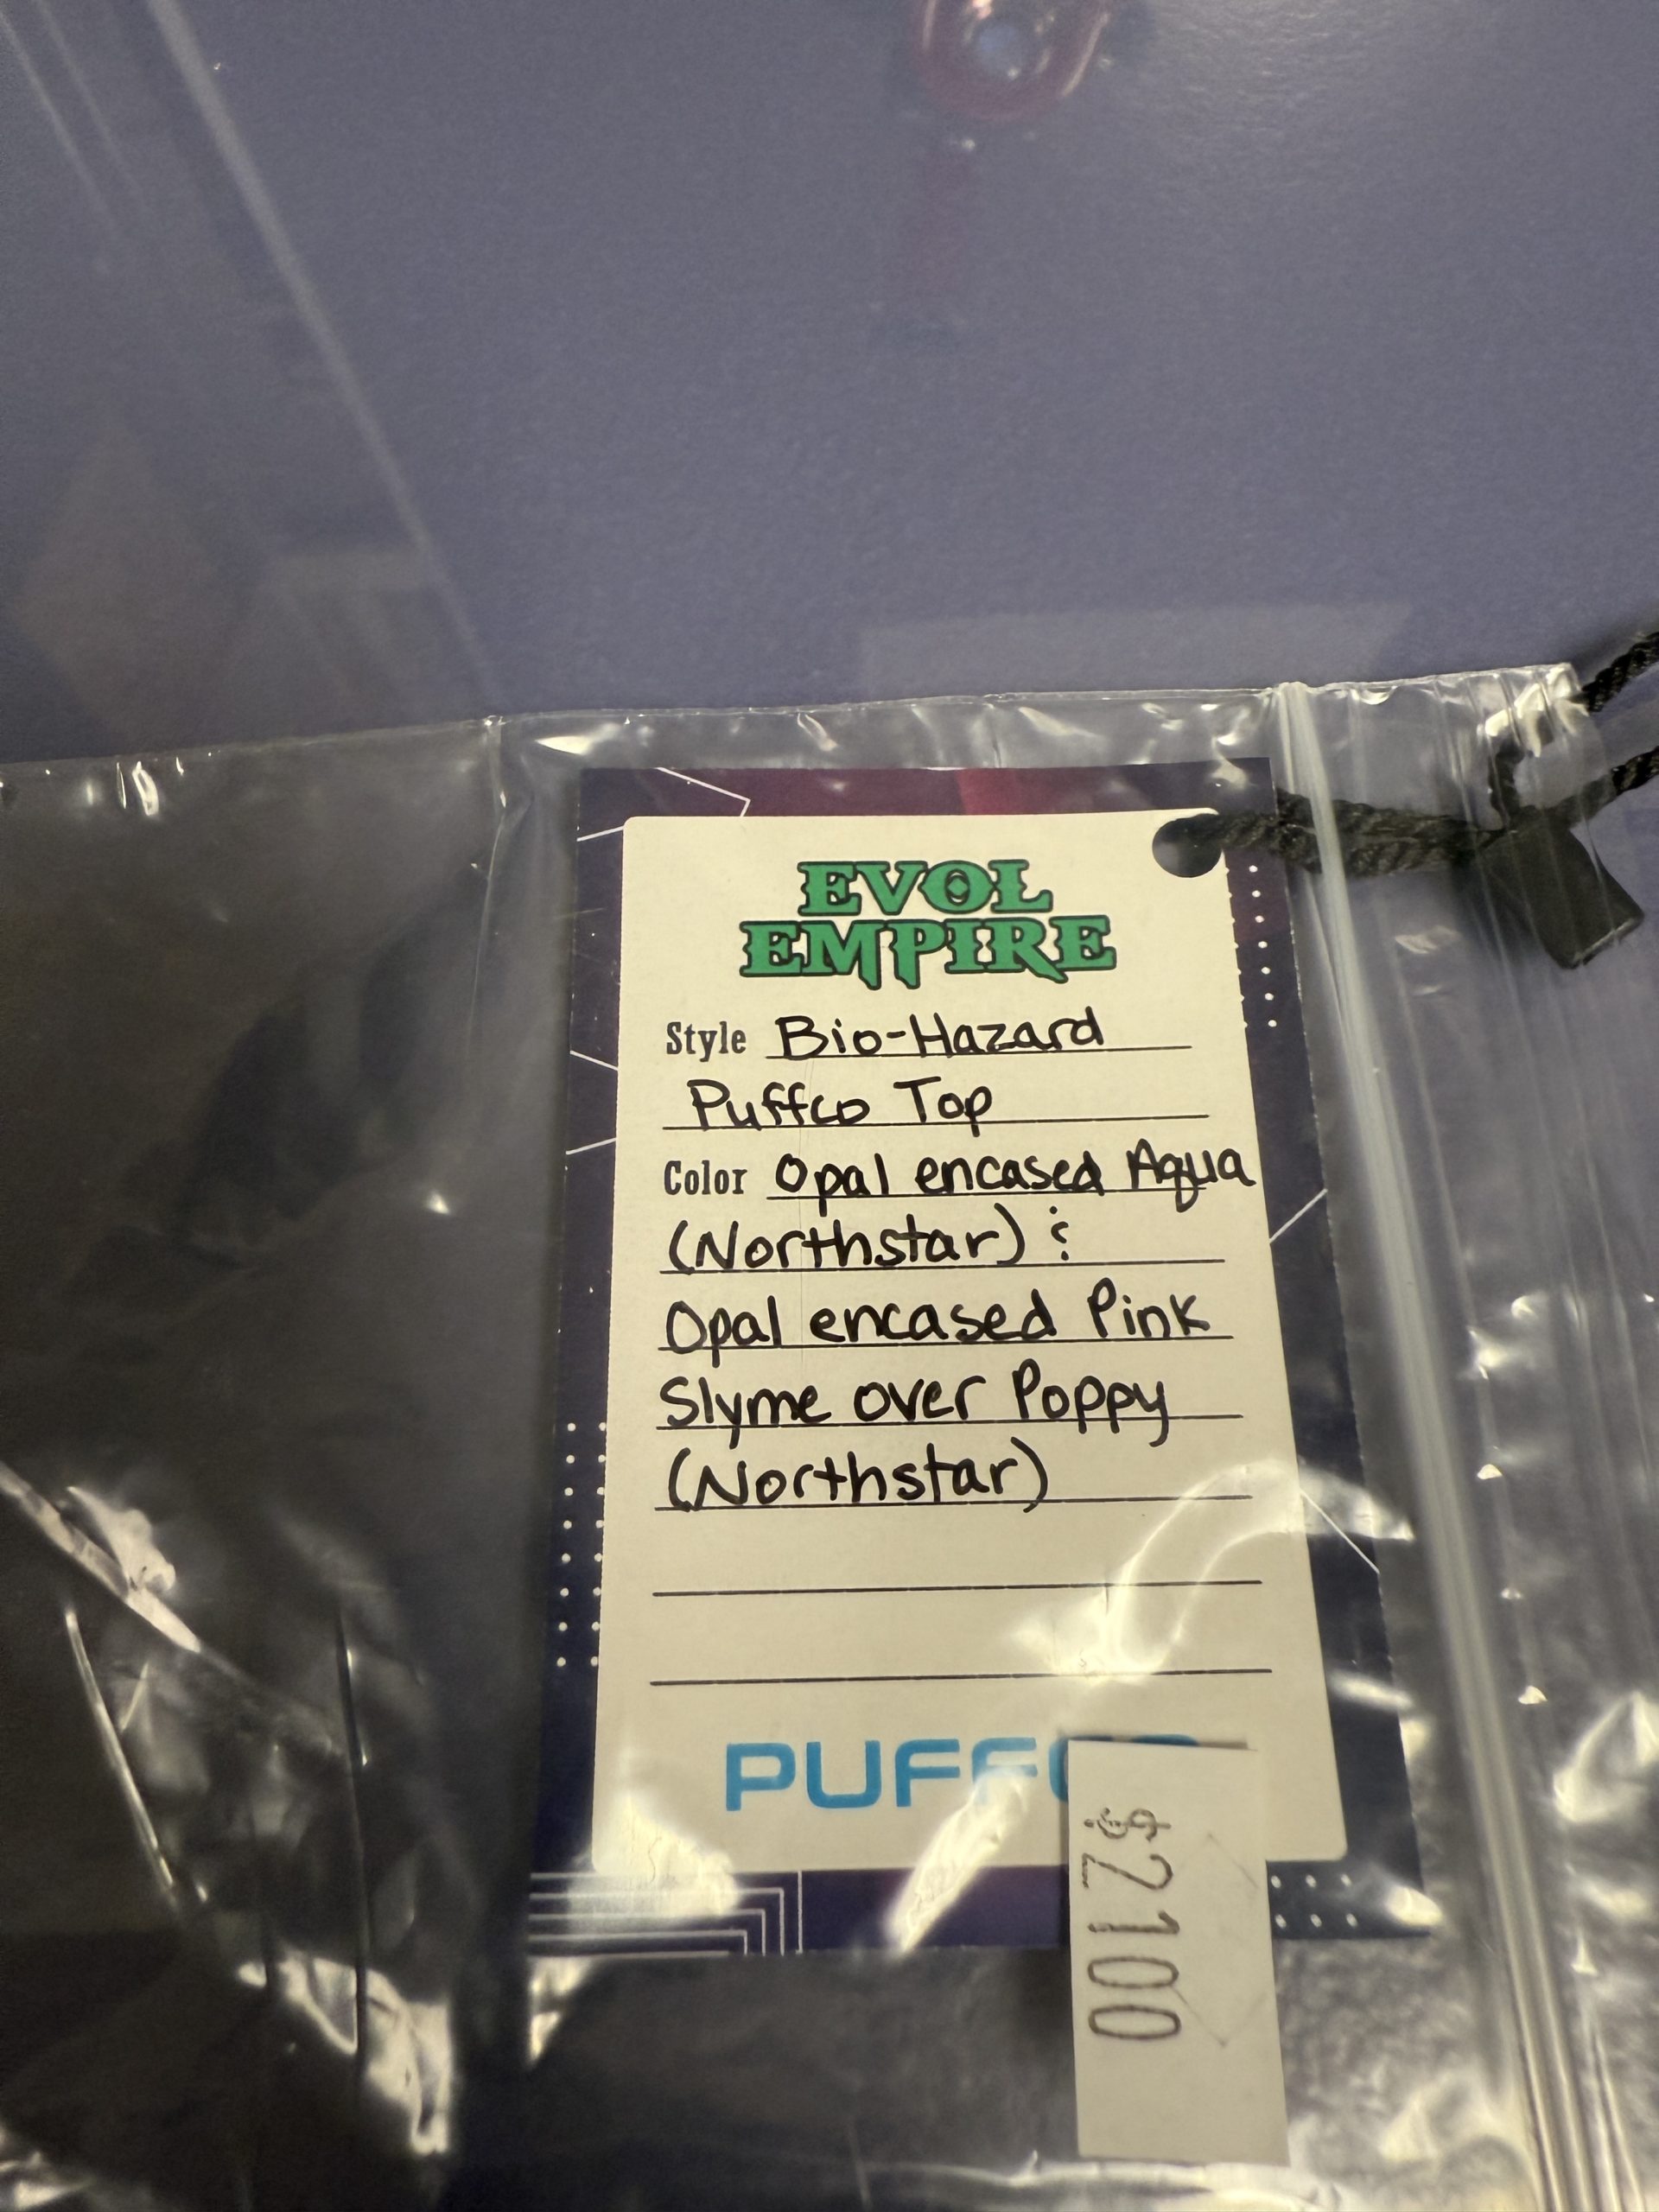 EVOL
EMPIRE
Style Bio-Hazard
Puffco Top
Color Opal encased Aqua
(Northstar) &
Opal encased Pink
Slyme over Poppy
(Northstar)
PUFFC
$2100